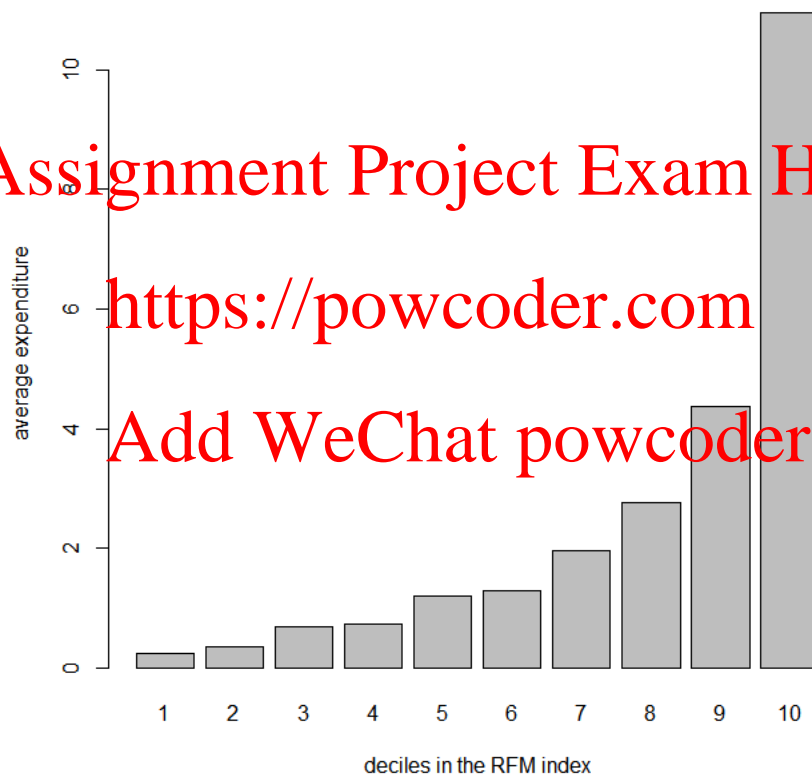 10
Assignment Project Exam H
8
average expenditure
6
https://powcoder.com
4
Add WeChat powcoder
2
0
1 2 3 4 5 6 7 8 9 10
deciles in the RFM index